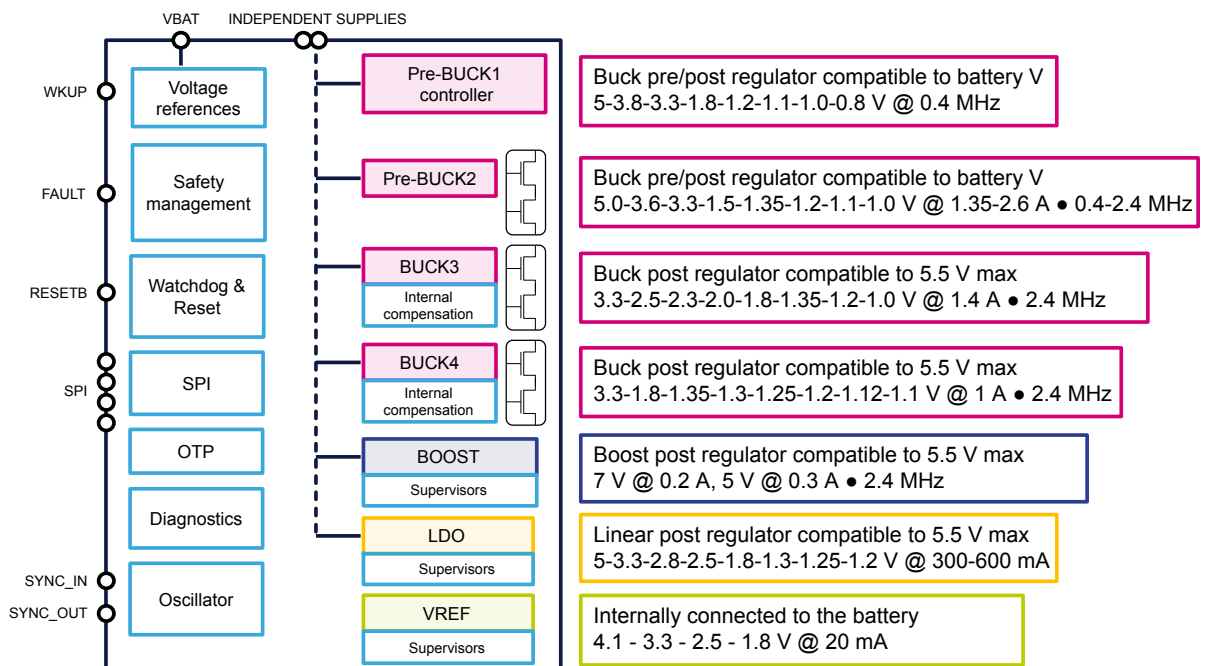 VBAT
INDEPENDENT SUPPLIES
WKUP
Voltage
references
Pre-BUCK1
controller
Buck pre/post regulator compatible to battery V
5-3.8-3.3-1.8-1.2-1.1-1.0-0.8 V @ 0.4 MHz
FAULT
Safety
management
Pre-BUCK2
Buck pre/post regulator compatible to battery V
5.0-3.6-3.3-1.5-1.35-1.2-1.1-1.0 V @ 1.35-2.6 A ● 0.4-2.4 MHz
RESETB
Watchdog &
Reset
BUCK3
Internal
compensation
Buck post regulator compatible to 5.5 V max
3.3-2.5-2.3-2.0-1.8-1.35-1.2-1.0 V @ 1.4 A ● 2.4 MHz
SPI
SPI
BUCK4
Internal
compensation
Buck post regulator compatible to 5.5 V max
3.3-1.8-1.35-1.3-1.25-1.2-1.12-1.1 V @ 1 A ● 2.4 MHz
OTP
BOOST
Supervisors
Boost post regulator compatible to 5.5 V max
7 V @ 0.2 A, 5 V @ 0.3 A ● 2.4 MHz
Diagnostics
LDO
Supervisors
Linear post regulator compatible to 5.5 V max
5-3.3-2.8-2.5-1.8-1.3-1.25-1.2 V @ 300-600 mA
SYNC_IN
SYNC_OUT
Oscillator
VREF
Supervisors
Internally connected to the battery
4.1 - 3.3 - 2.5 - 1.8 V @ 20 mA